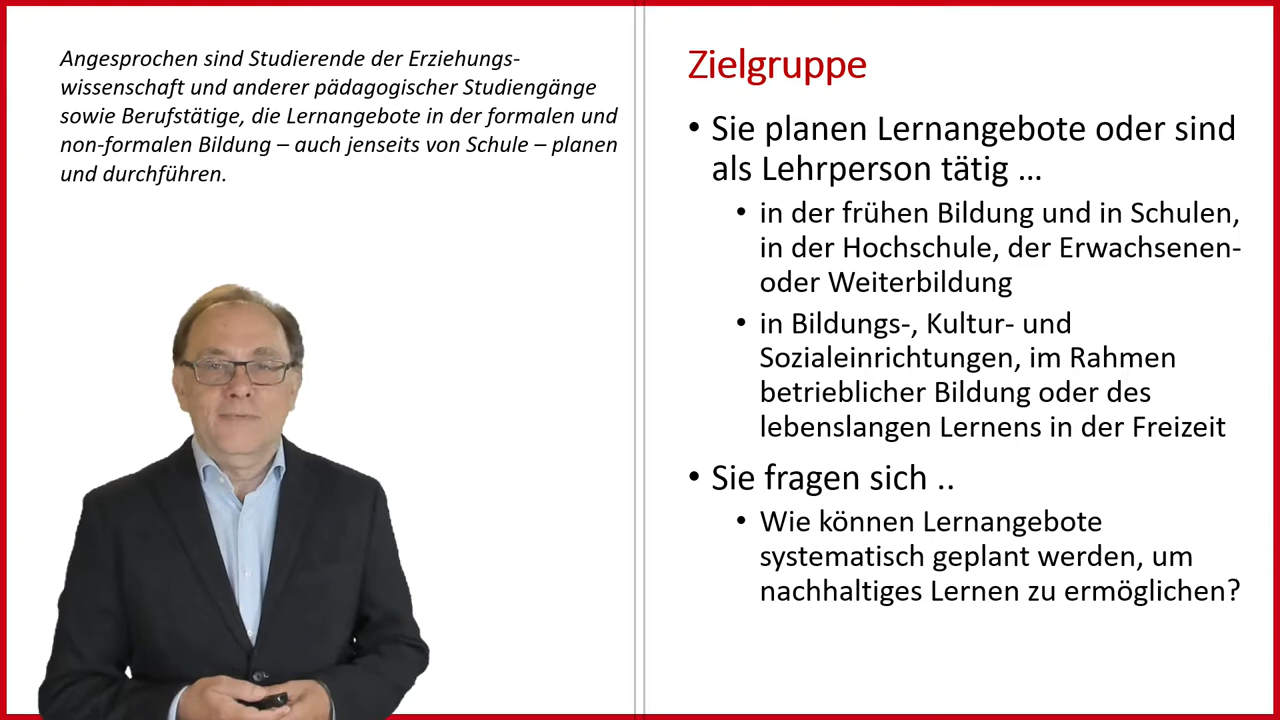 Angesprochen sind Studierende der Erziehungs-
wissenschaft und anderer pädagogischer Studiengänge
sowie Berufstätige, die Lernangebote in der formalen und
non-formalen Bildung – auch jenseits von Schule – planen
und durchführen.
Zielgruppe
• Sie planen Lernangebote oder sind
als Lehrperson tätig ...
• in der frühen Bildung und in Schulen,
in der Hochschule, der Erwachsenen-
oder Weiterbildung
• in Bildungs-, Kultur- und
Sozialeinrichtungen, im Rahmen
betrieblicher Bildung oder des
lebenslangen Lernens in der Freizeit
• Sie fragen sich ..
• Wie können Lernangebote
systematisch geplant werden, um
nachhaltiges Lernen zu ermöglichen?